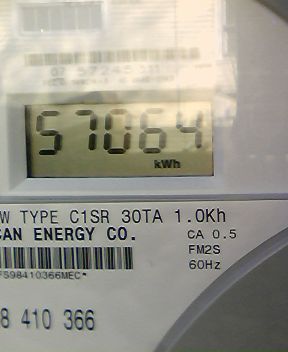 57064
kWh
W TYPE C1SR 30TA 1.0Kh
CAN ENERGY CO.
CA 0.5
FM2S
60Hz
FS98410366MEC*
8 410 366